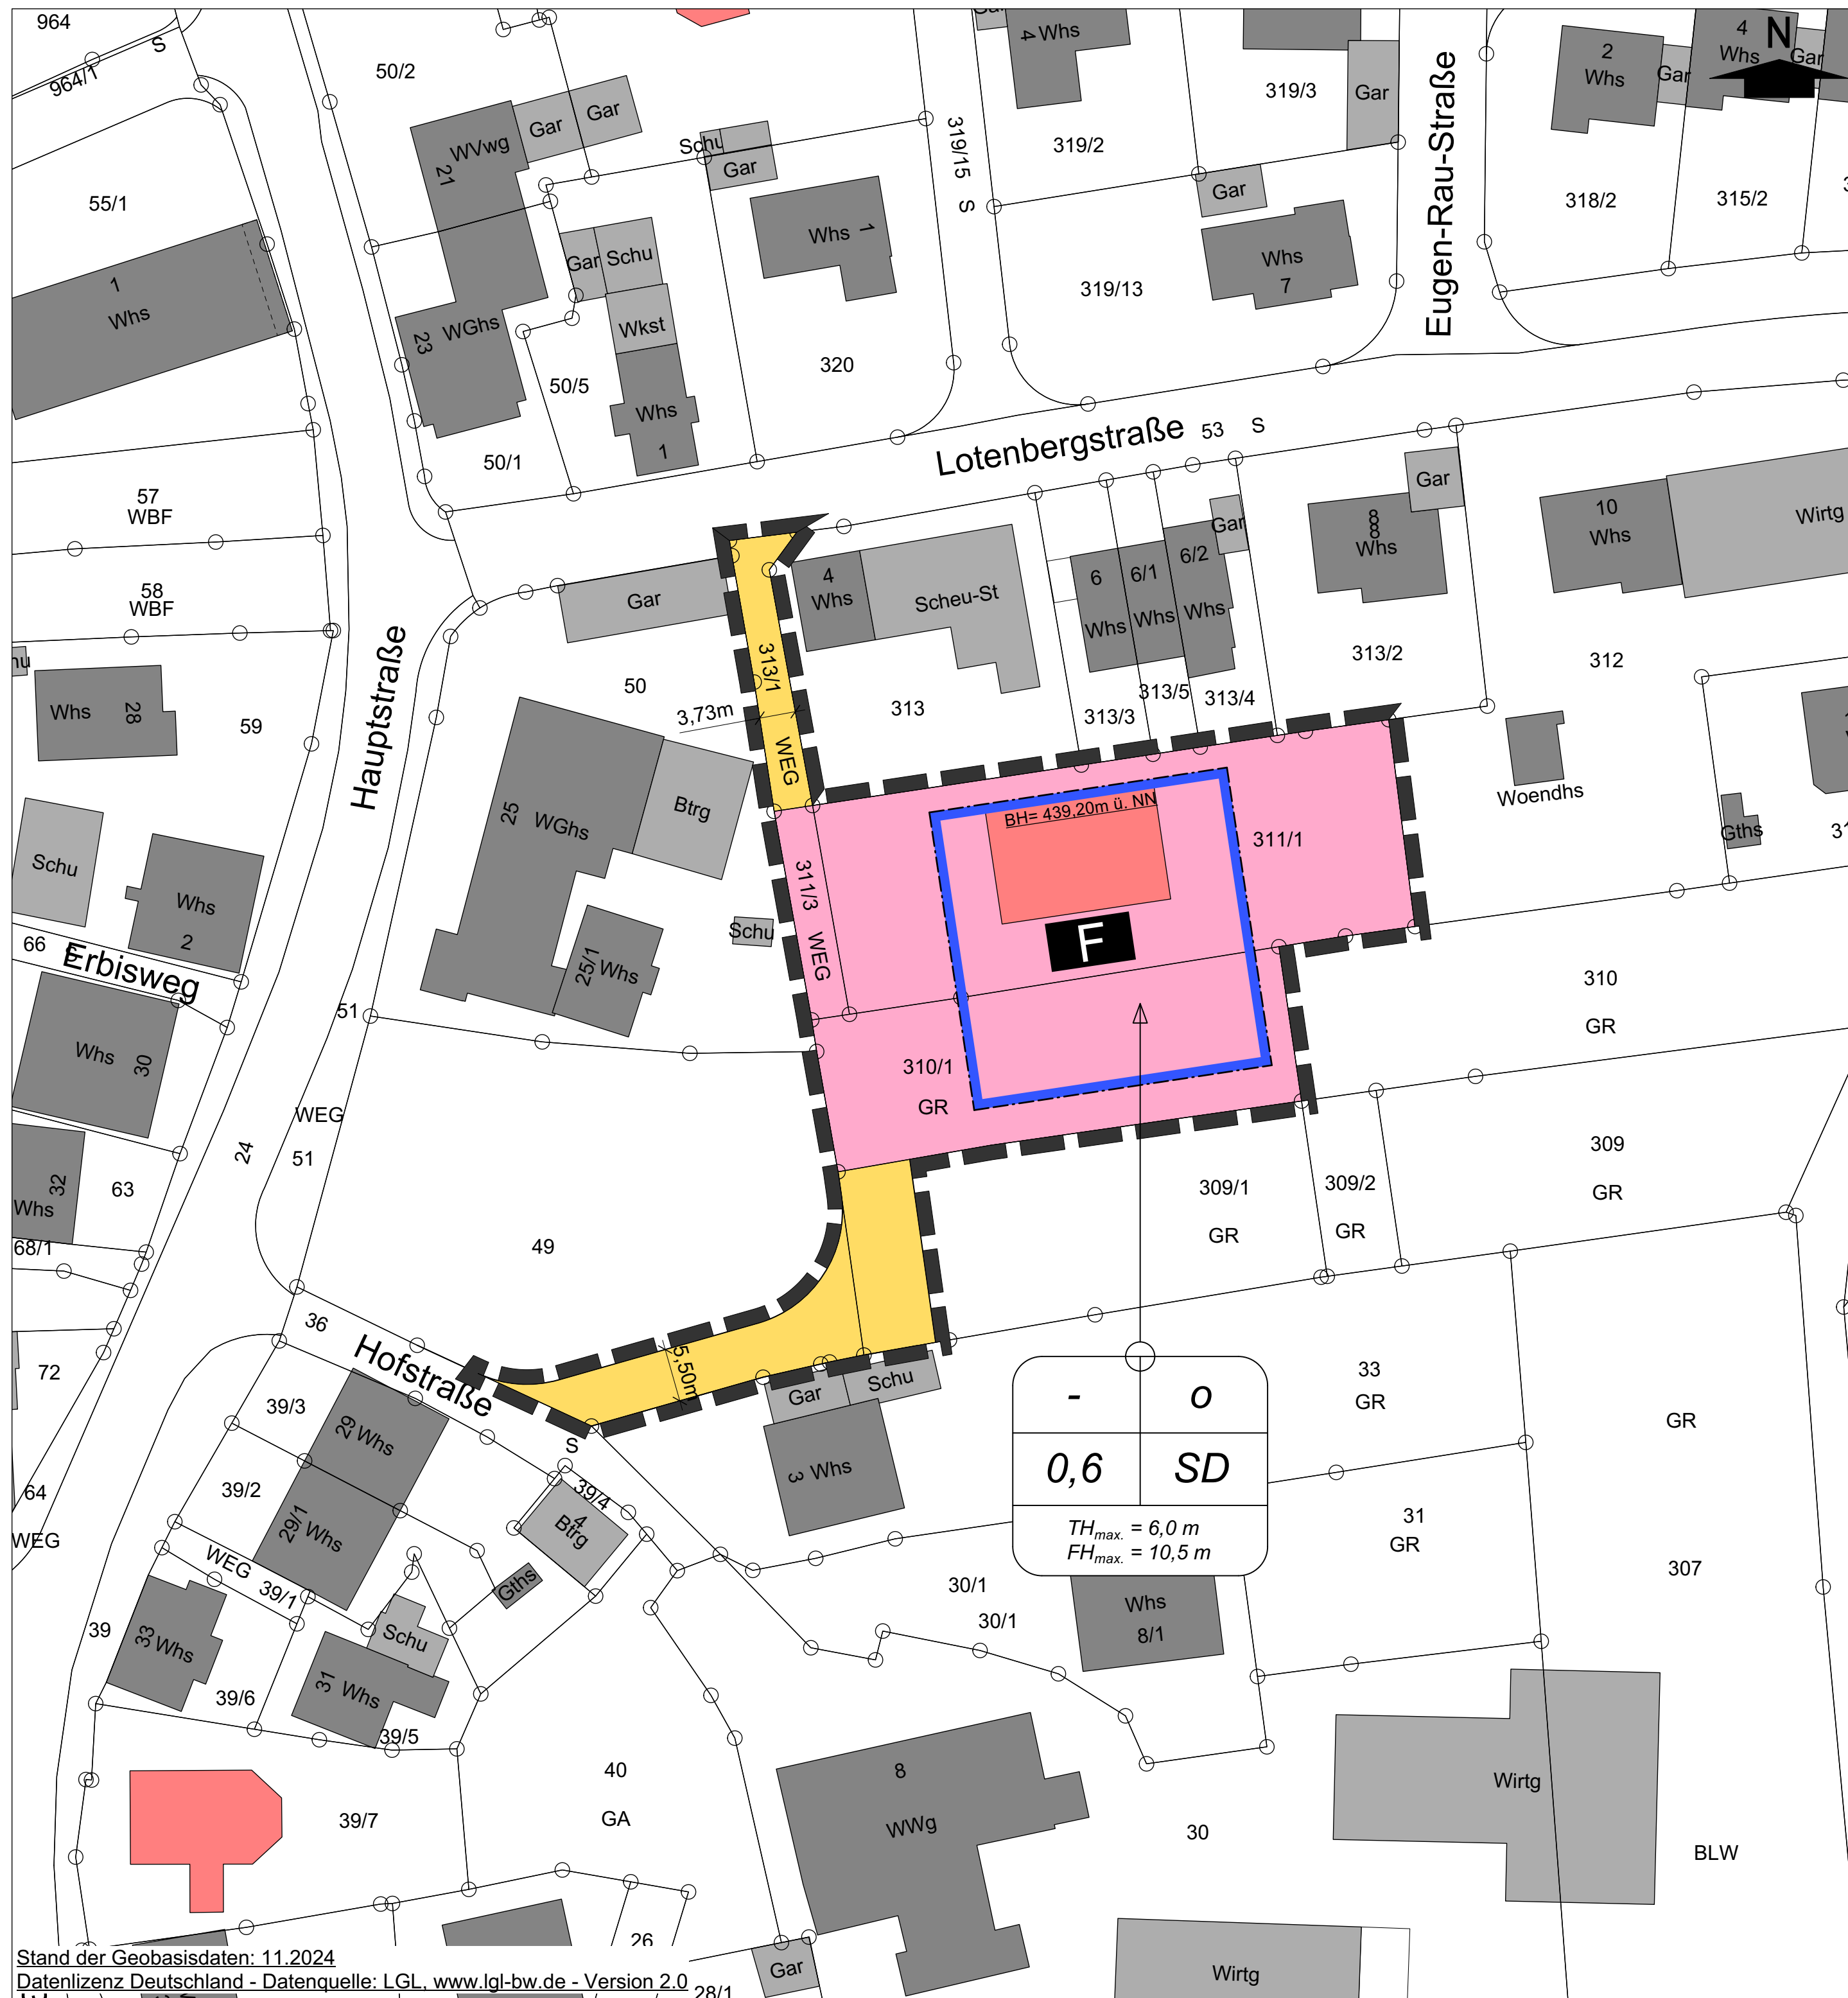 964
964/1
S
50/2
Gar
Gar
WVwg
21
Schu
Gar
Whs
4
319/15
S
319/2
319/3
Gar
Eugen-Rau-Straße
2
Whs
Gar
4
Whs
N
Gar
55/1
Gar
Schu
Whs
1
Gar
Whs
7
318/2
315/2
1
Whs
23
WGhs
Wkst
320
319/13
50/5
Whs
1
50/1
Lotenbergstraße
53
S
57
WBF
58
WBF
Gar
8
8
Whs
10
Whs
Wirtg
Gar
4
Whs
Scheu-St
6
Whs
6/1
Whs
6/2
Whs
Gar
Hauptstraße
313/1
WEG
50
3,73m
313
313/3
313/5
313/4
313/2
312
Whs
28
59
25
WGhs
Btrg
Woendhs
Gths
BH= 439,20m ü. NN
311/1
311/3
WEG
Schu
Whs
2
Schu
F
66
Erbisweg
25/1
Whs
51
310
GR
Whs
30
310/1
GR
WEG
51
24
309
GR
Whs
32
63
309/1
GR
309/2
GR
68/1
49
36
Hofstraße
5,50m
72
39/3
29
Whs
S
Gar
Schu
3
Whs
-
o
0,6
SD
THmax. = 6,0 m
FHmax. = 10,5 m
33
GR
GR
64
WEG
39/2
29/1
Whs
39/4
4
Btrg
31
GR
307
WEG
39/1
Gths
30/1
30/1
Whs
8/1
39
33
Whs
Schu
31
Whs
39/6
39/5
40
GA
39/7
8
WWg
30
Wirtg
BLW
26
Gar
Wirtg
28/1
Stand der Geobasisdaten: 11.2024
Datenlizenz Deutschland - Datenquelle: LGL, www.lgl-bw.de - Version 2.0